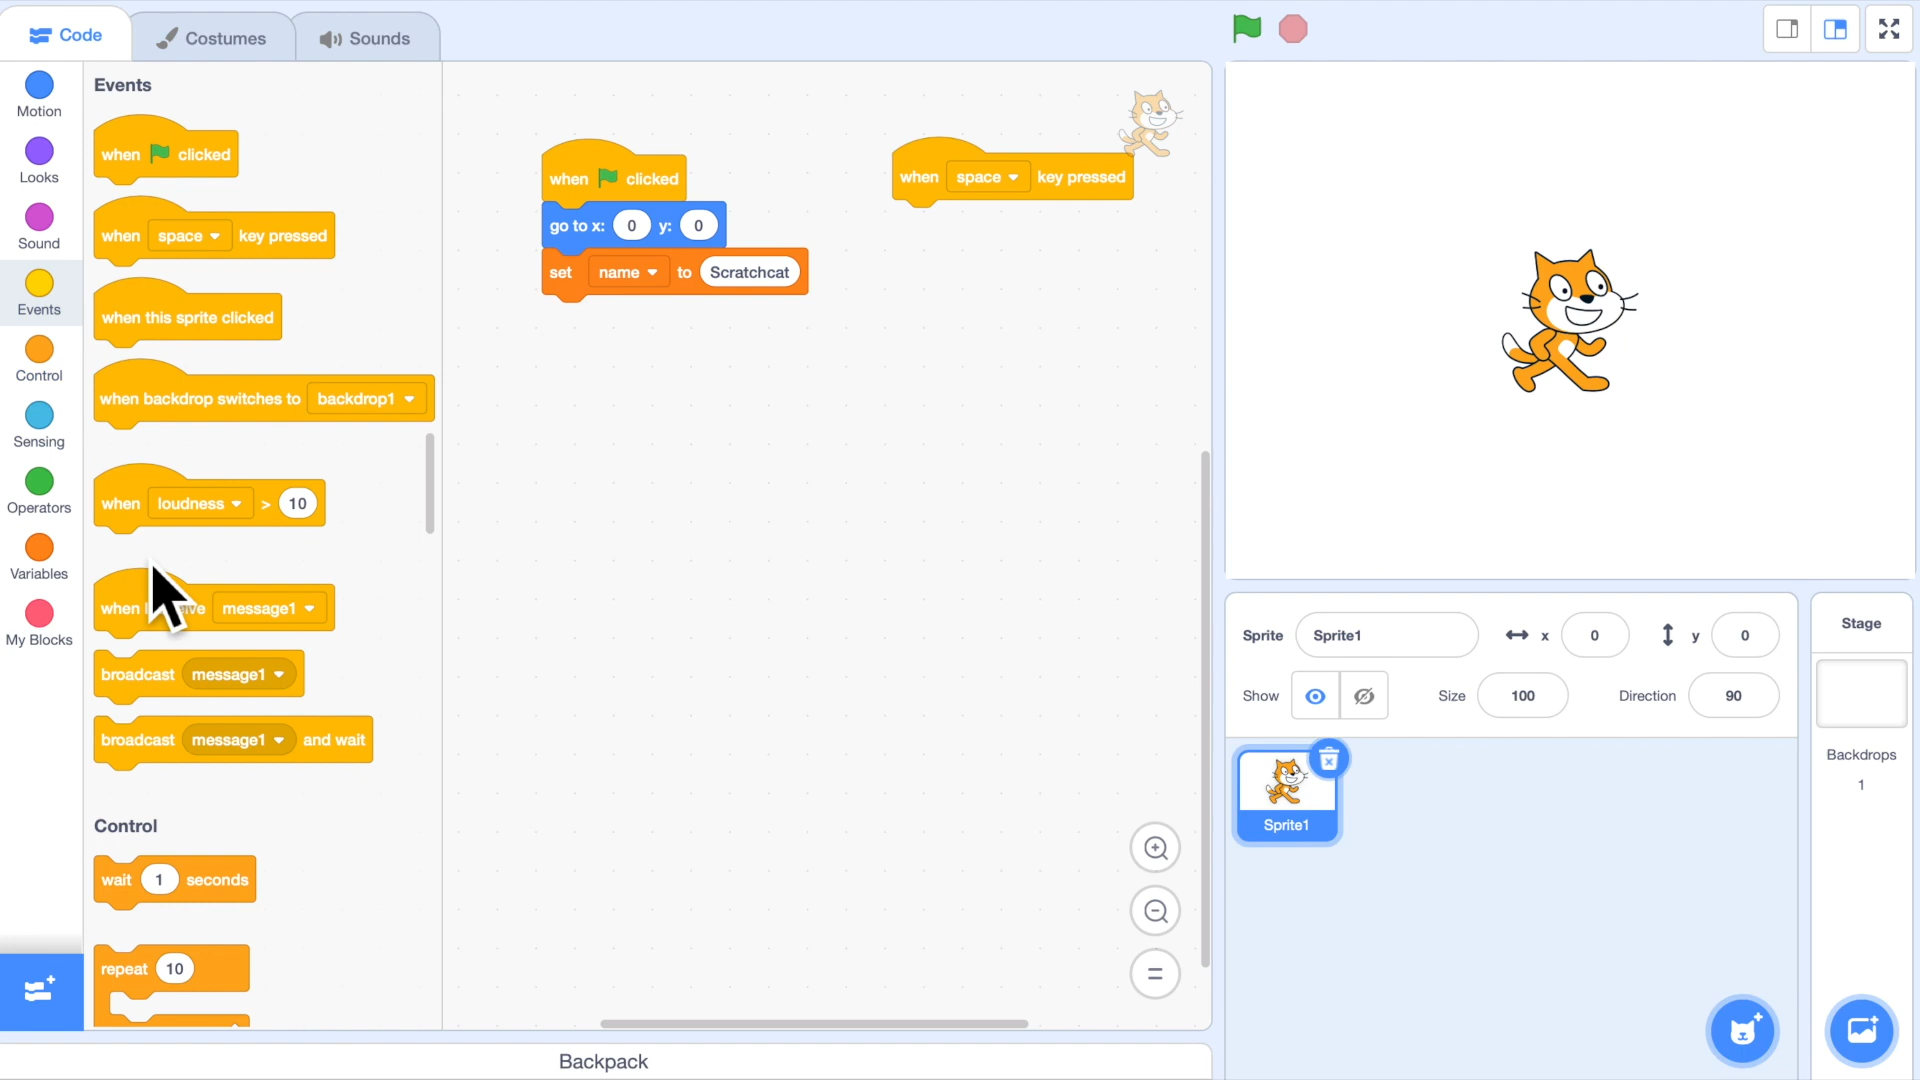 Code
Costumes
Sounds
Motion
Looks
Sound
Events
Control
Sensing
Operators
Variables
My Blocks
Events
when clicked
when space key pressed
when this sprite clicked
when backdrop switches to backdrop1
when loudness > 10
when message1
broadcast message1
broadcast message1 and wait
Control
wait 1 seconds
repeat 10
when clicked
go to x: 0 y: 0
set name to Scratchcat
when space key pressed
Backpack
Sprite Sprite1 x 0 y 0
Show Size 100 Direction 90
Sprite1
Stage
Backdrops
1